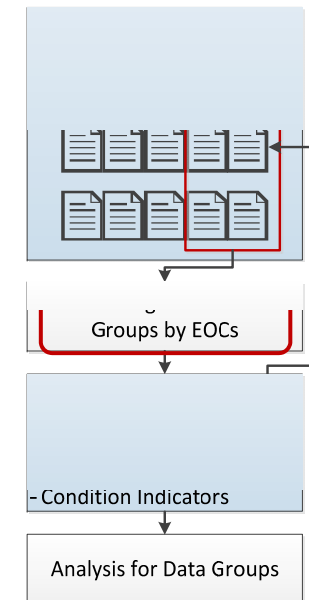 Groups by EOCs
- Condition Indicators
Analysis for Data Groups